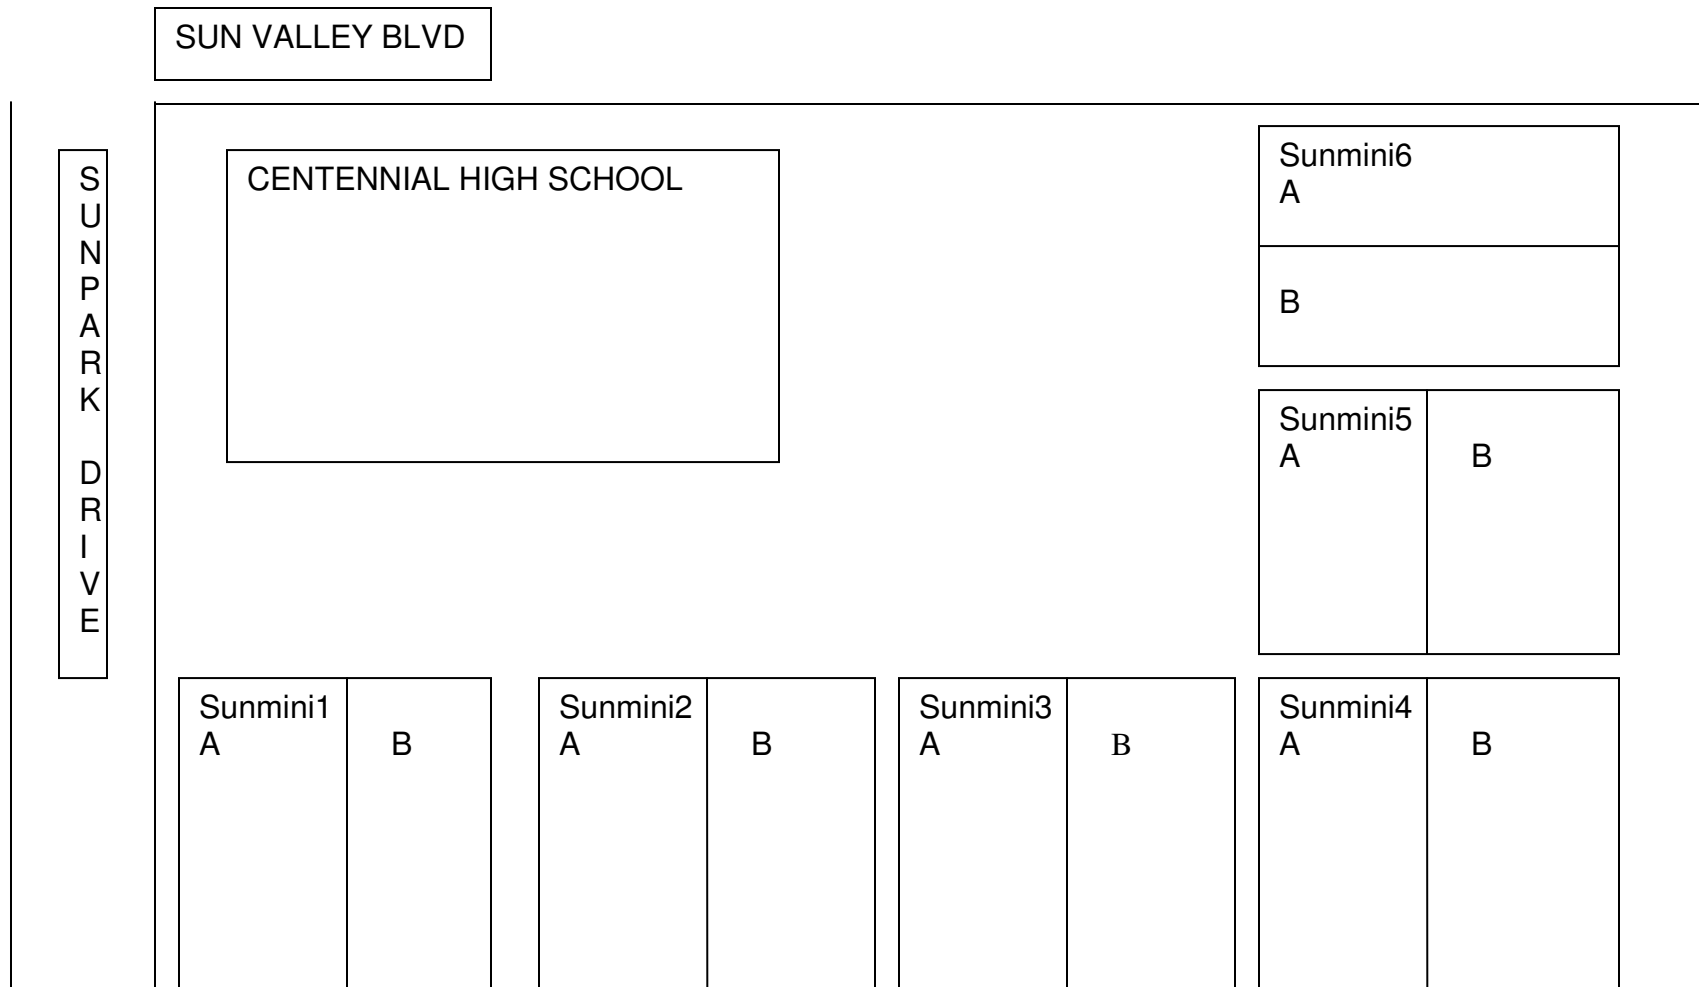 SUN VALLEY BLVD
S
U
N
P
A
R
K
D
R
I
V
E
CENTENNIAL HIGH SCHOOL
Sunmini6
A
B
Sunmini5
A B
Sunmini1
A B
Sunmini2
A B
Sunmini3
A B
Sunmini4
A B